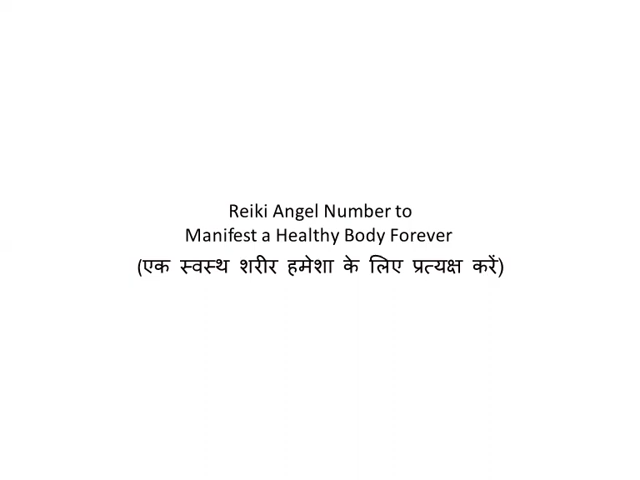 Reiki Angel Number to
Manifest a Healthy Body Forever
(एक स्वस्थ शरीर हमेशा के लिए प्रत्यक्ष करें)